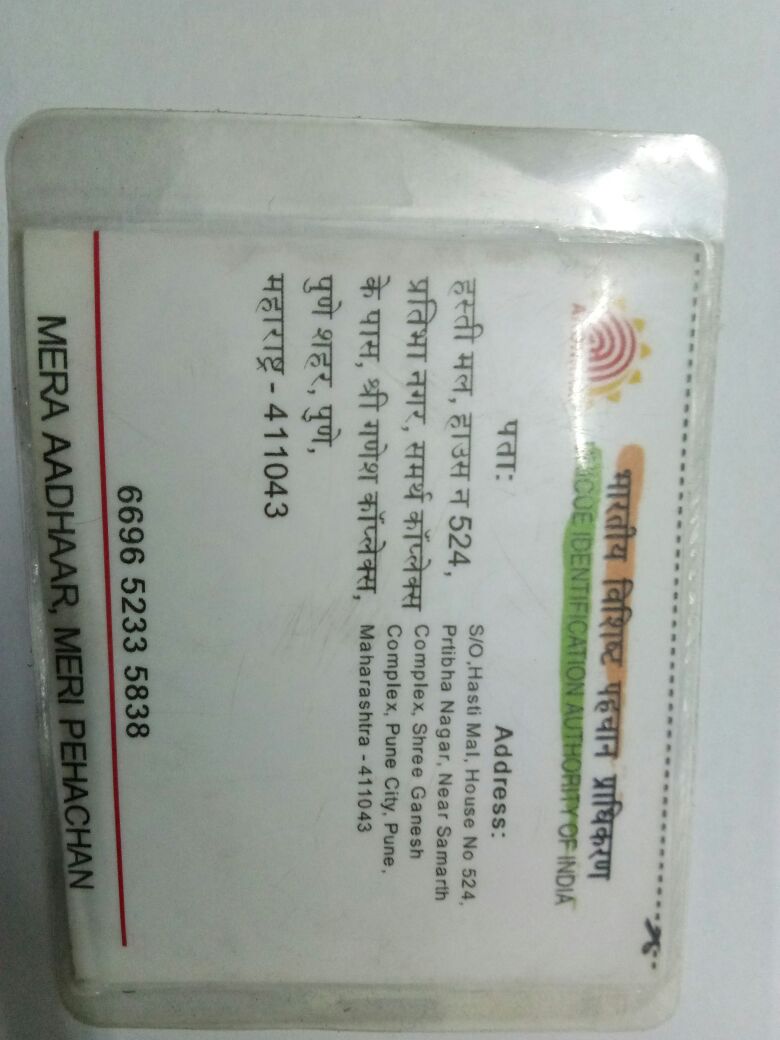 भारतीय विशिष्ट पहचान प्राधिकरण
IDENTIFICATION AUTHORITY OF INDIA
पता:
हस्ती मल, हाउस न 524,
प्रतिभा नगर, समर्थ कॉप्लेक्स
के पास, श्री गणेश कॉप्लेक्स,
पुणे शहर, पुणे,
महाराष्ट्र - 411043
Address:
S/O,Hasti Mal, House No 524,
Prtibha Nagar, Near Samarth
Complex, Shree Ganesh
Complex, Pune City, Pune,
Maharashtra - 411043
6696 5233 5838
MERA AADHAAR, MERI PEHACHAN